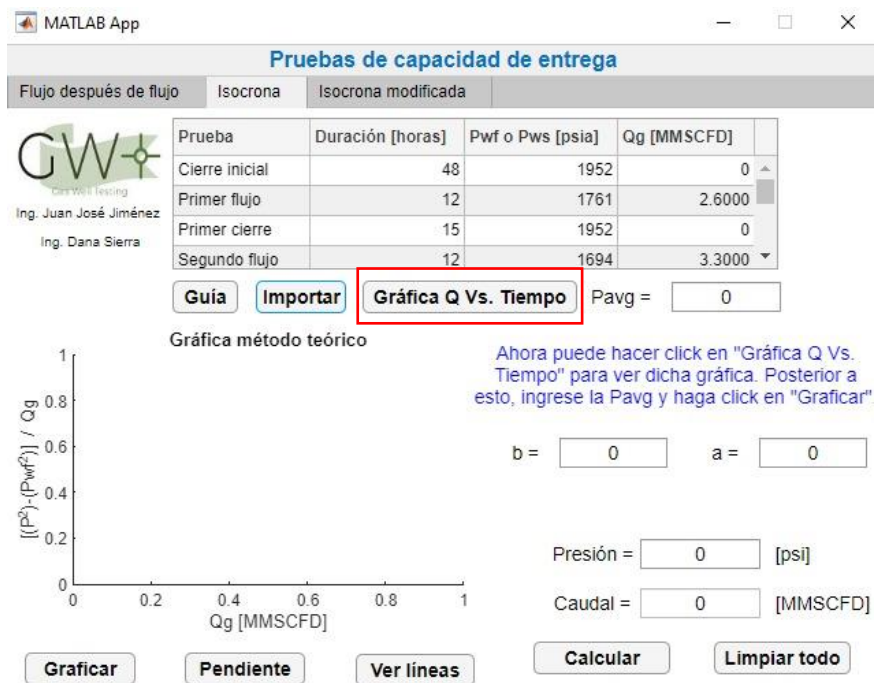 MATLAB App
Pruebas de capacidad de entrega
Flujo después de flujo Isocrona Isocrona modificada
GW
Gas Well Testing
Ing. Juan José Jiménez
Ing. Dana Sierra
Prueba Duración [horas] Pwf o Pws [psia] Qg [MMSCFD]
Cierre inicial 48 1952 0
Primer flujo 12 1761 2.6000
Primer cierre 15 1952 0
Segundo flujo 12 1694 3.3000
Guía Importar Gráfica Q Vs. Tiempo Pavg = 0
Gráfica método teórico
[(P²)-(Pwf²)] / Qg
1
0.8
0.6
0.4
0.2
0
0 0.2 0.4 0.6 0.8 1
Qg [MMSCFD]
Ahora puede hacer click en "Gráfica Q Vs.
Tiempo" para ver dicha gráfica. Posterior a
esto, ingrese la Pavg y haga click en "Graficar"
b = 0 a = 0
Presión = 0 [psi]
Caudal = 0 [MMSCFD]
Graficar Pendiente Ver líneas Calcular Limpiar todo